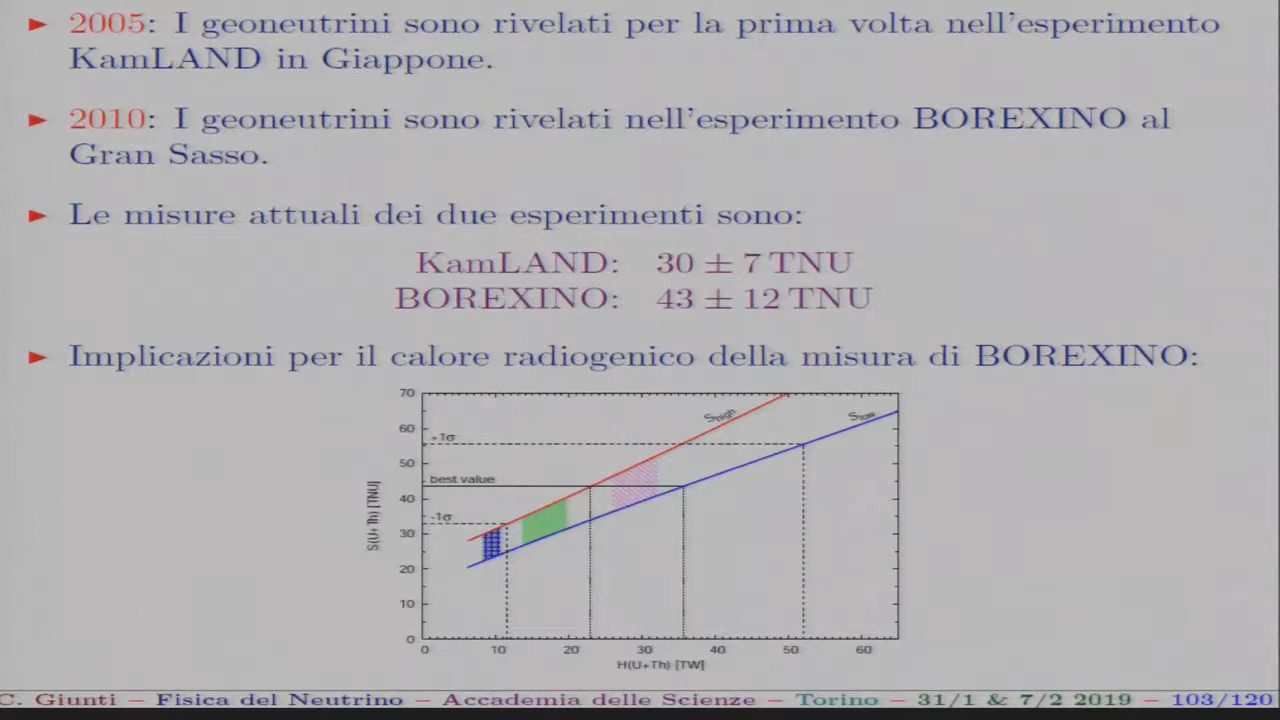 ► 2005: I geoneutrini sono rivelati per la prima volta nell'esperimento
KamLAND in Giappone.
► 2010: I geoneutrini sono rivelati nell'esperimento BOREXINO al
Gran Sasso.
► Le misure attuali dei due esperimenti sono:
KamLAND: 30 ± 7 TNU
BOREXINO: 43 ± 12 TNU
► Implicazioni per il calore radiogenico della misura di BOREXINO:
70
60
50
40
30
20
10
0
S(U+Th) [TNU]
+1σ
best value
-1σ
Shigh
Slow
0 10 20 30 40 50 60
H(U+Th) [TW]
C. Giunti – Fisica del Neutrino – Accademia delle Scienze – Torino – 31/1 & 7/2 2019 – 103/120